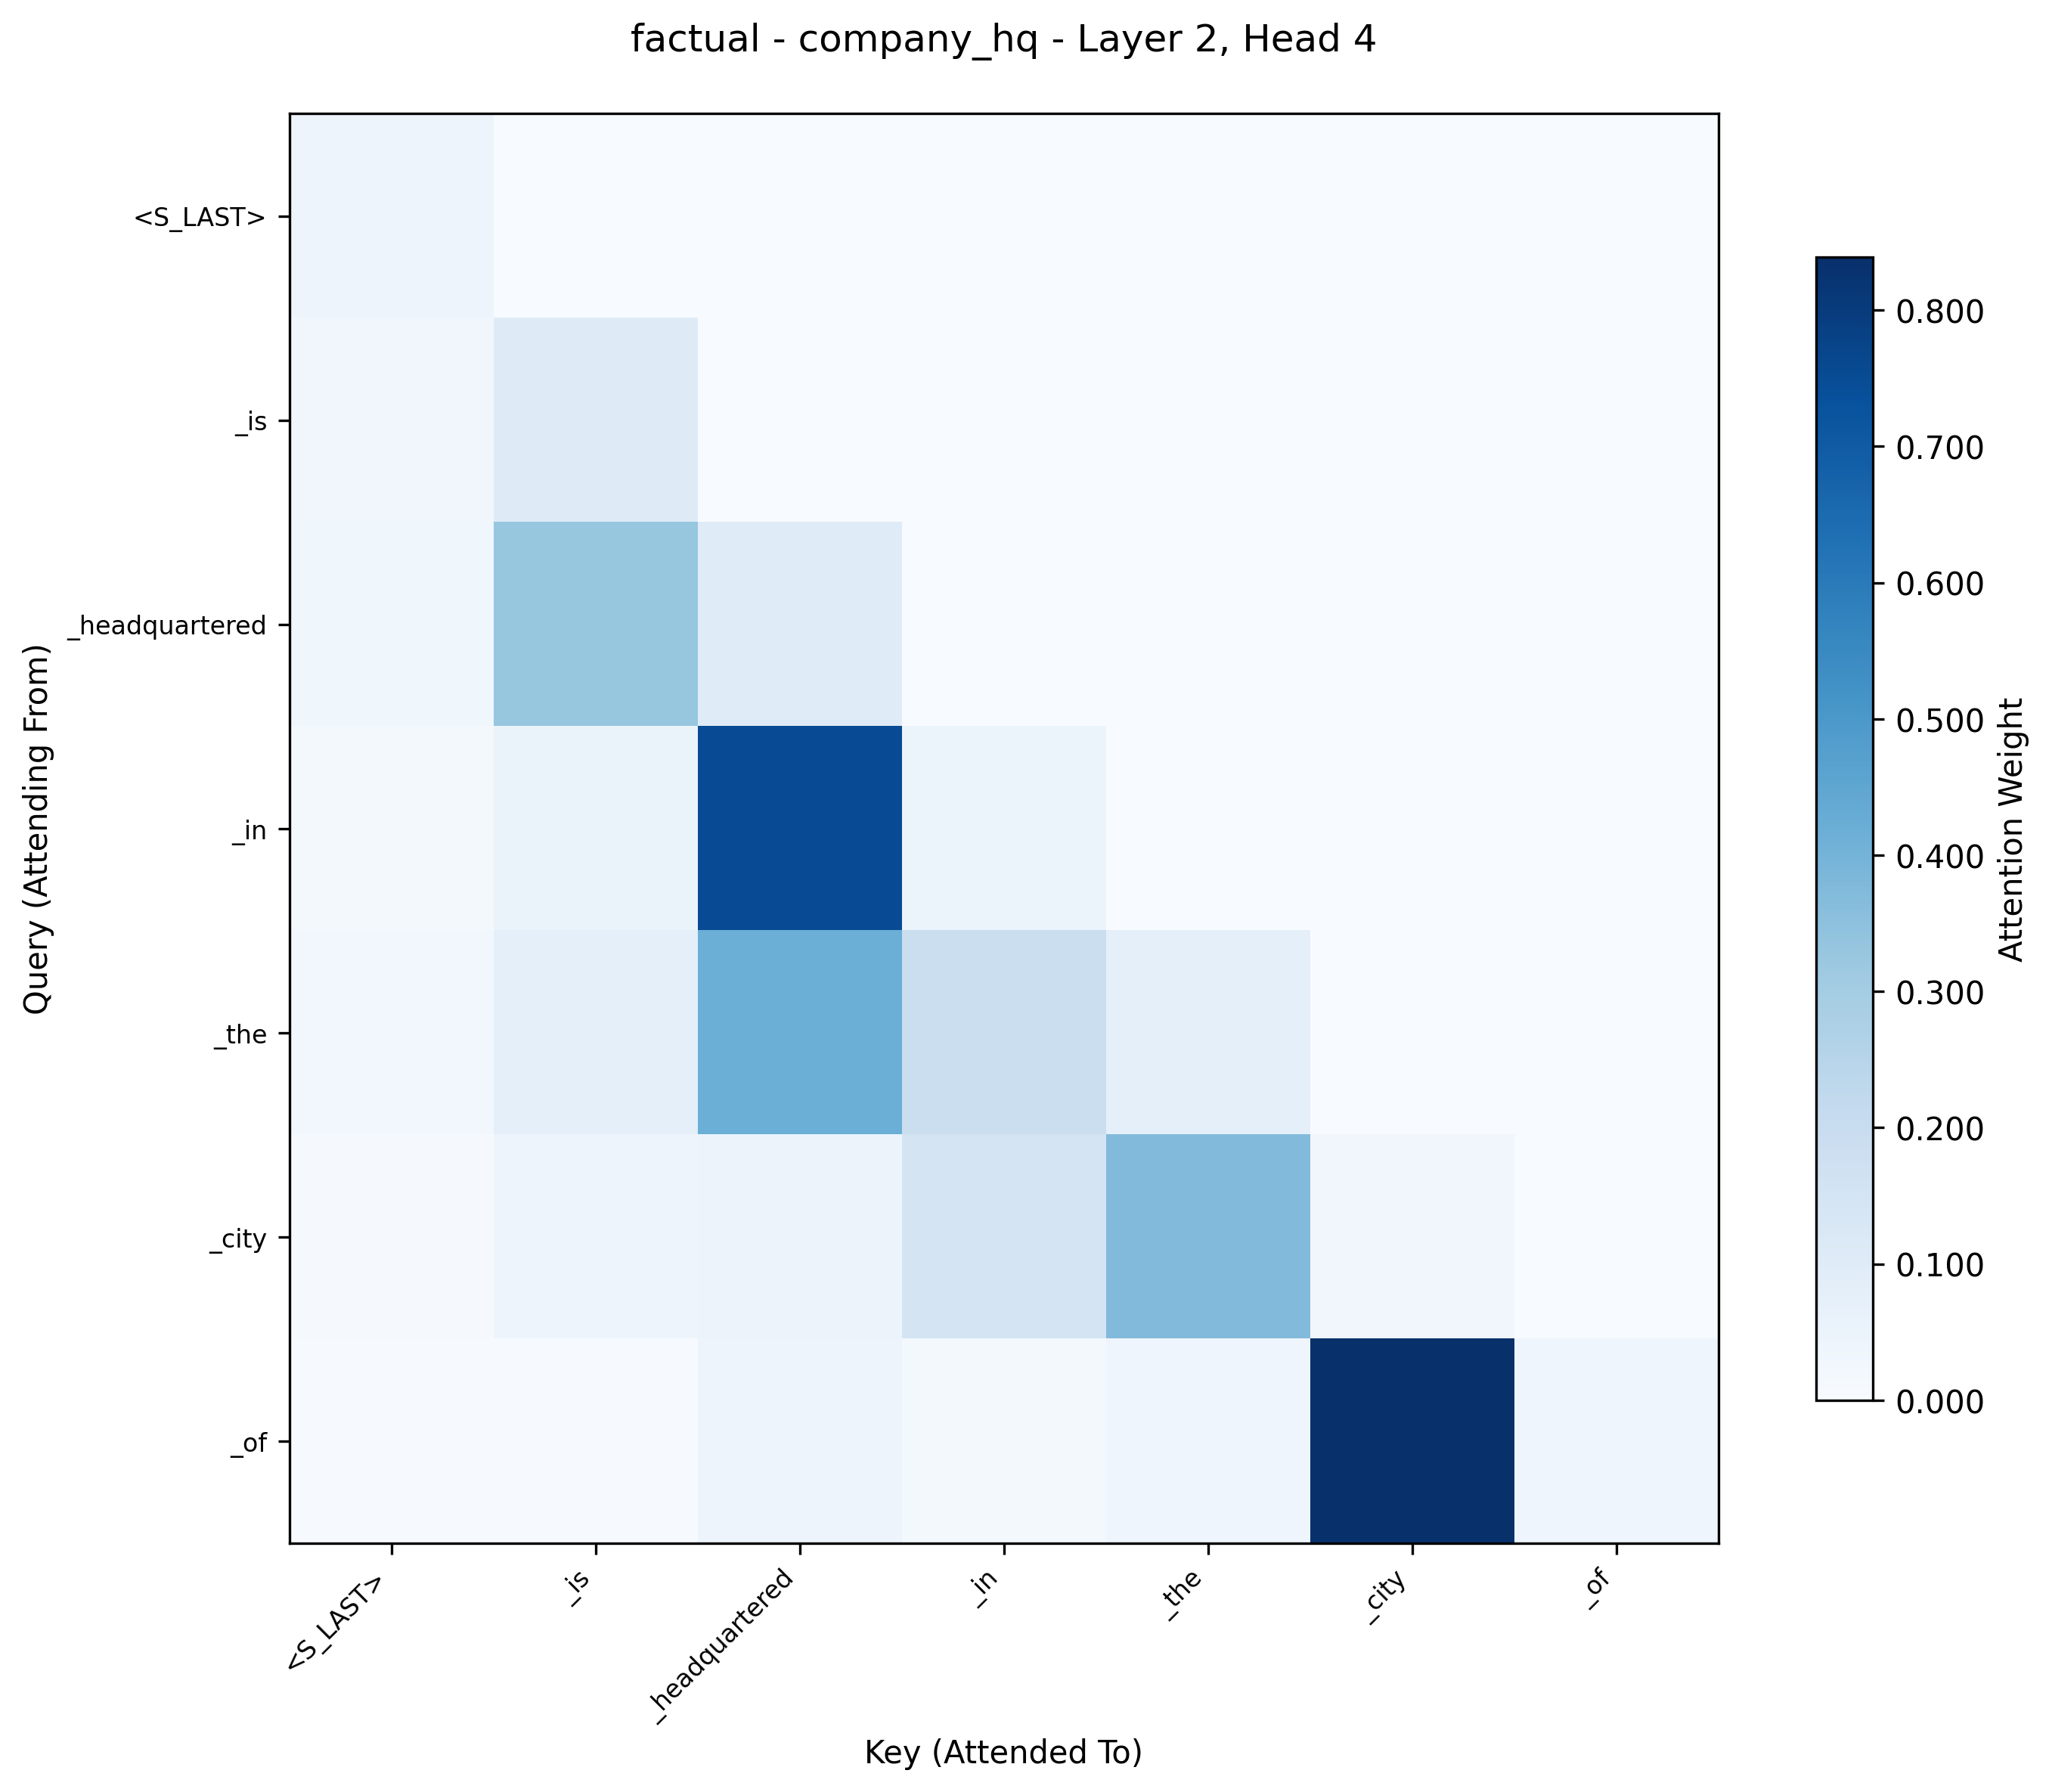 factual - company_hq - Layer 2, Head 4
Query (Attending From)
<S_LAST>
_is
_headquartered
_in
_the
_city
_of
<S_LAST>
_is
_headquartered
_in
_the
_city
_of
Key (Attended To)
0.800
0.700
0.600
0.500
0.400
0.300
0.200
0.100
0.000
Attention Weight